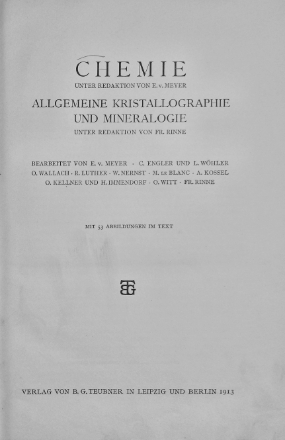 CHEMIE
UNTER REDAKTION VON E. v. MEYER
ALLGEMEINE KRISTALLOGRAPHIE
UND MINERALOGIE
UNTER REDAKTION VON FR. RINNE
BEARBEITET VON E. v. MEYER · C. ENGLER UND L. WÖHLER
O. WALLACH · R. LUTHER · W. NERNST · M. LE BLANC · A. KOSSEL
O. KELLNER UND H. IMMENDORF · O. WITT · FR. RINNE
MIT 53 ABBILDUNGEN IM TEXT
BGT
VERLAG VON B. G. TEUBNER IN LEIPZIG UND BERLIN 1913